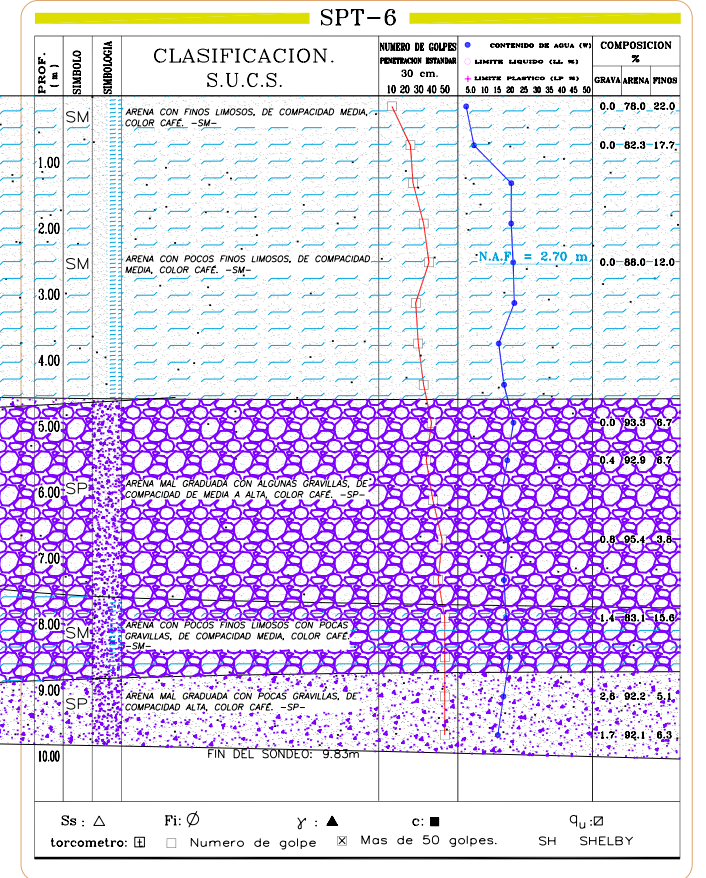 SPT-6
PROF. (m)
SIMBOLO
SIMBOLOGIA
CLASIFICACION.
S.U.C.S.
NUMERO DE GOLPES
PENETRACION ESTANDAR
30 cm.
10 20 30 40 50
CONTENIDO DE AGUA (W)
LIMITE LIQUIDO (LL %)
LIMITE PLASTICO (LP %)
5.0 10 15 20 25 30 35 40 45 50
COMPOSICION
%
GRAVA ARENA FINOS
SM
ARENA CON FINOS LIMOSOS, DE COMPACIDAD MEDIA,
COLOR CAFÉ. -SM-
0.0 78.0 22.0
0.0 82.3 17.7
1.00
2.00
SM
ARENA CON POCOS FINOS LIMOSOS, DE COMPACIDAD
MEDIA, COLOR CAFÉ. -SM-
N.A.F. = 2.70 m
0.0 88.0 12.0
3.00
4.00
5.00
0.0 93.3 6.7
0.4 92.9 6.7
SP
6.00
ARENA MAL GRADUADA CON ALGUNAS GRAVILLAS, DE
COMPACIDAD DE MEDIA A ALTA, COLOR CAFÉ. -SP-
0.8 95.4 3.8
7.00
8.00
SM
ARENA CON POCOS FINOS LIMOSOS CON POCAS
GRAVILLAS, DE COMPACIDAD MEDIA, COLOR CAFÉ.
-SM-
1.4 83.1 15.6
9.00
SP
ARENA MAL GRADUADA CON POCAS GRAVILLAS, DE
COMPACIDAD ALTA, COLOR CAFÉ. -SP-
2.6 92.2 5.1
1.7 92.1 6.3
10.00
FIN DEL SONDEO: 9.83m
Ss : Fi: γ : c: qu:
torcometro: Numero de golpe Mas de 50 golpes. SH SHELBY